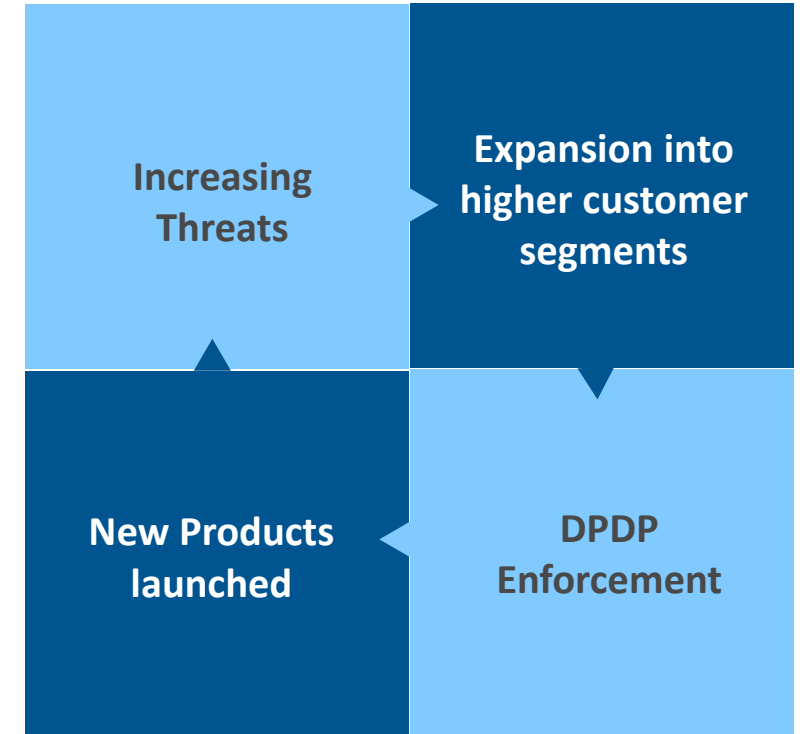 Increasing
Threats
Expansion into
higher customer
segments
New Products
launched
DPDP
Enforcement